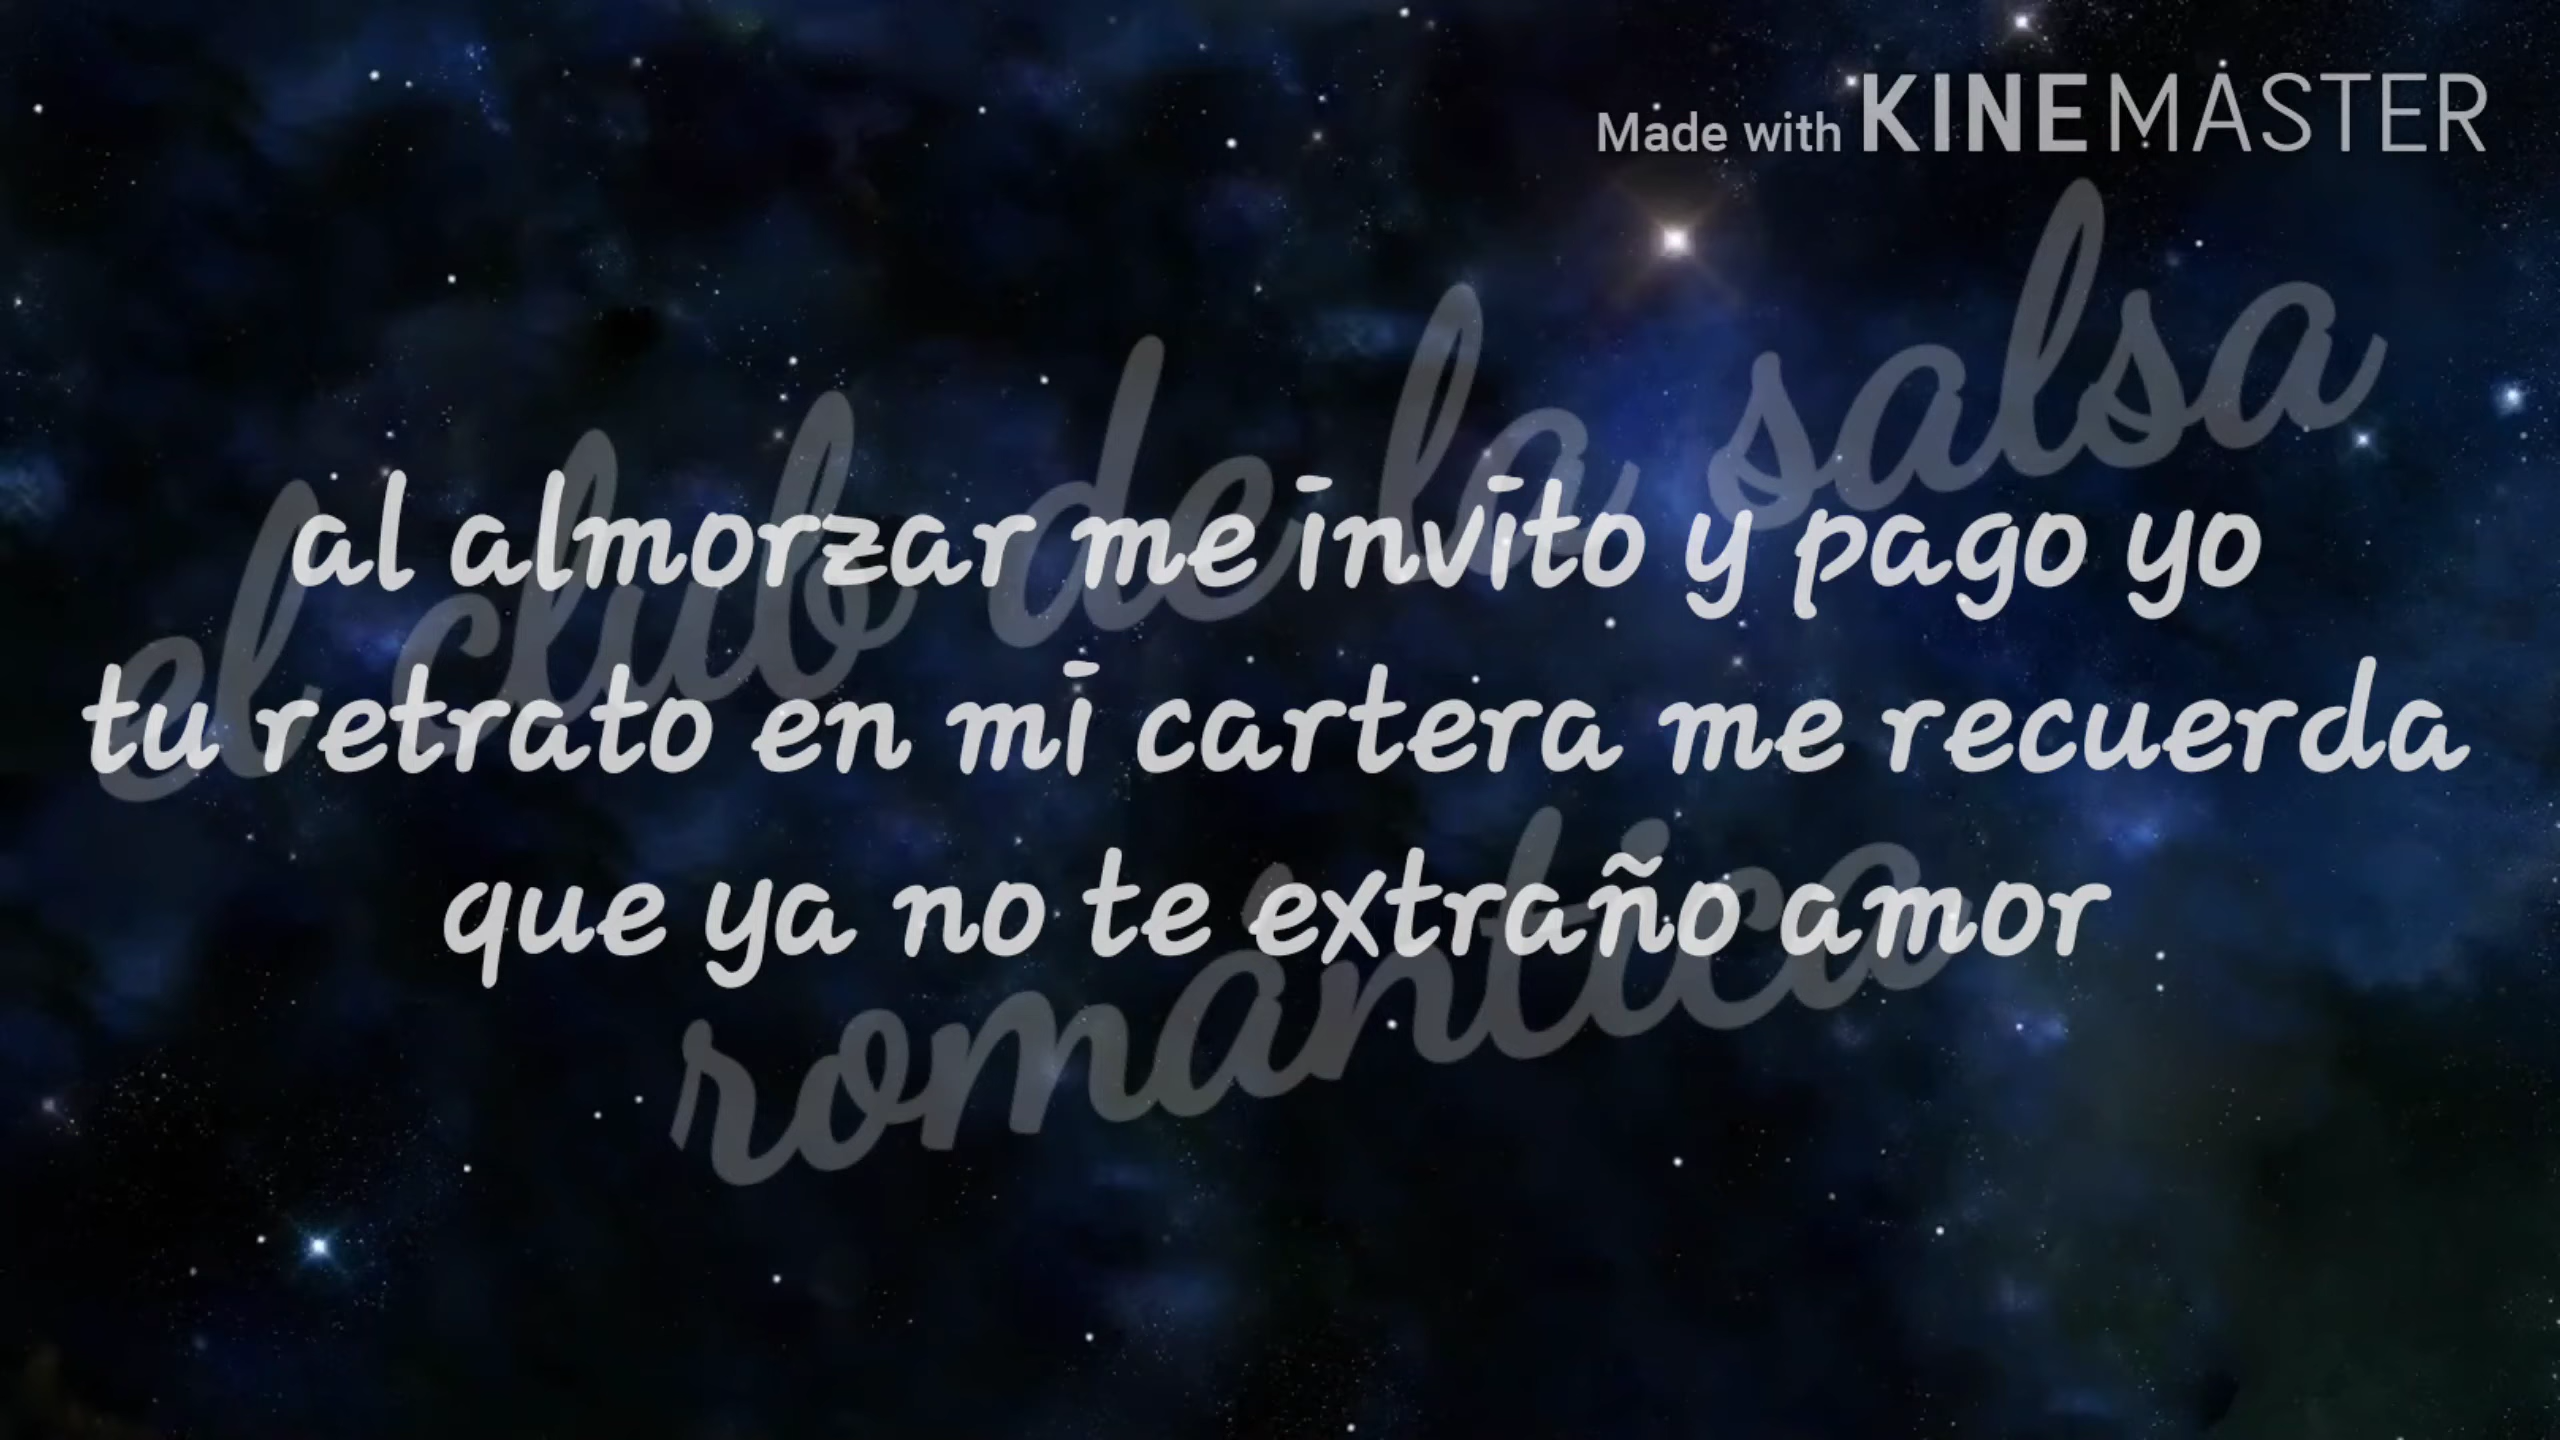 Made with KINEMASTER
el club de la salsa
al almorzar me invito y pago yo
tu retrato en mi cartera me recuerda
que ya no te extraño amor
romántica